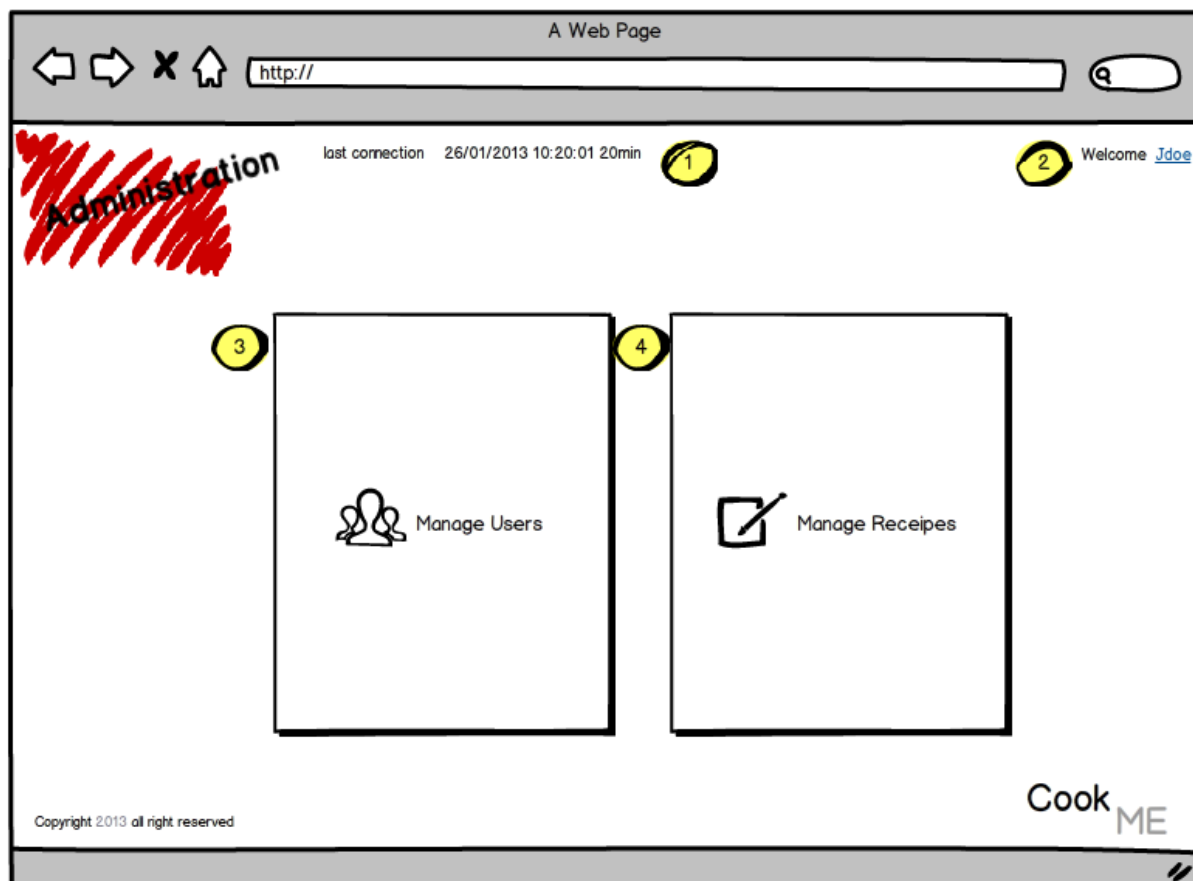 A Web Page
http://
Administration
last connection 26/01/2013 10:20:01 20min
1
2
Welcome Jdoe
3
4
Manage Users
Manage Receipes
Cook
ME
Copyright 2013 all right reserved